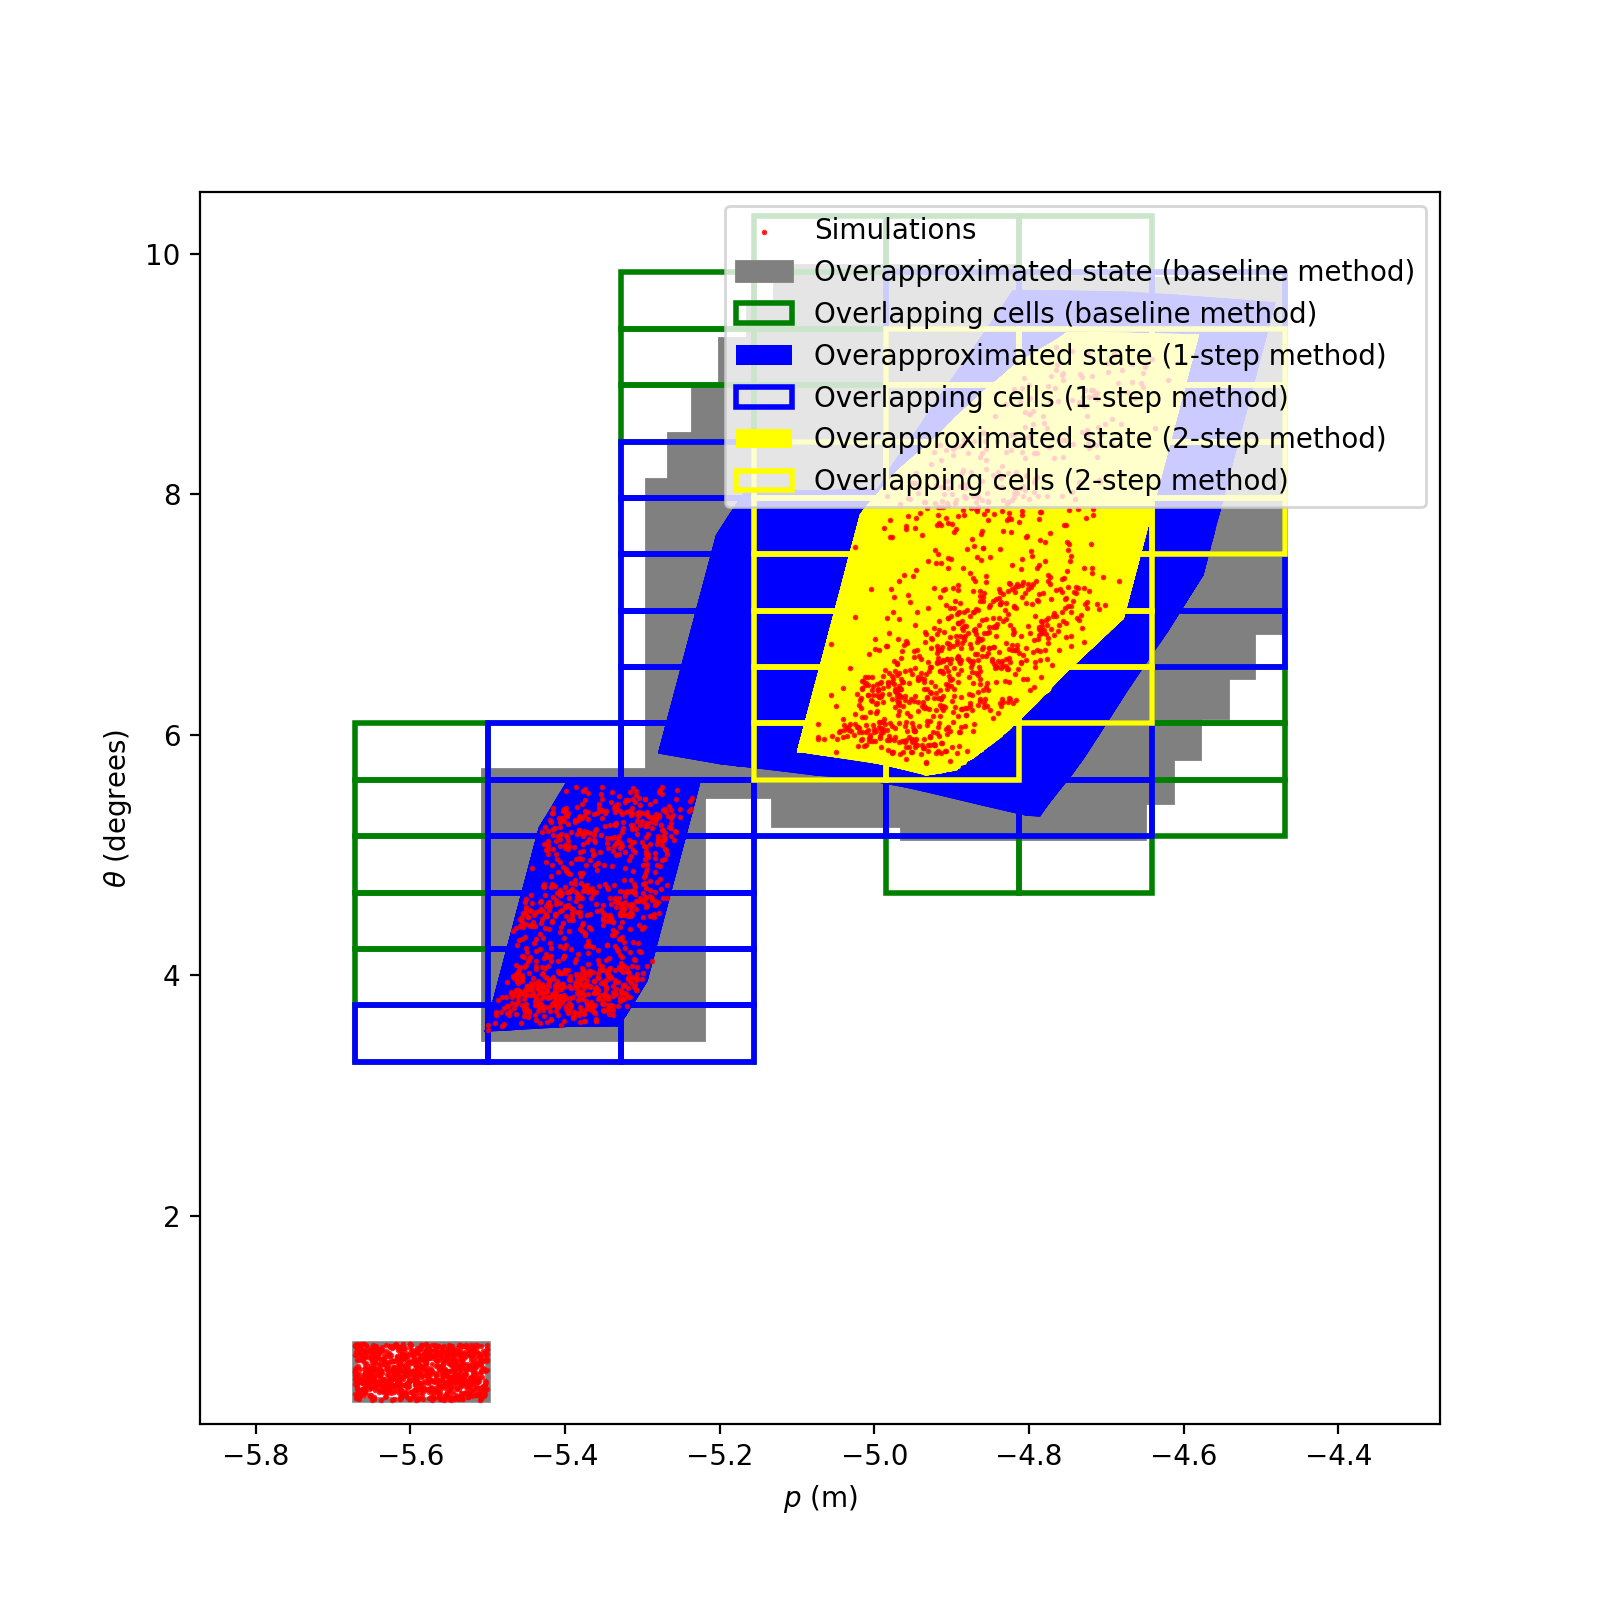 Simulations
Overapproximated state (baseline method)
Overlapping cells (baseline method)
Overapproximated state (1-step method)
Overlapping cells (1-step method)
Overapproximated state (2-step method)
Overlapping cells (2-step method)
10
8
6
4
2
θ (degrees)
−5.8 −5.6 −5.4 −5.2 −5.0 −4.8 −4.6 −4.4
p (m)